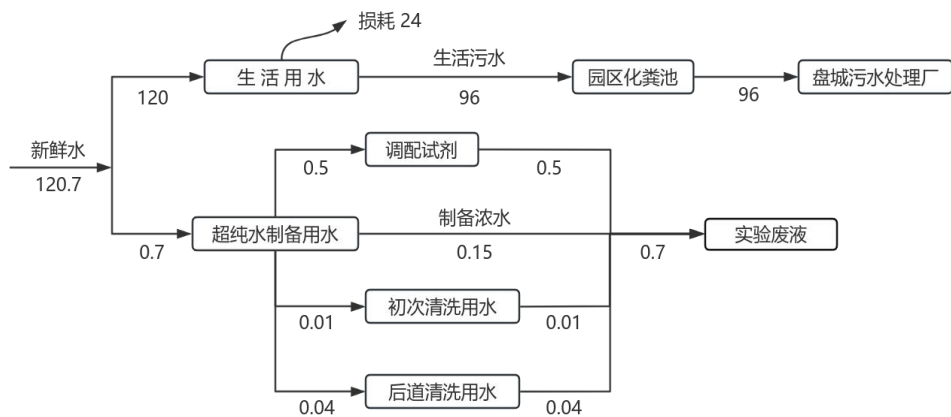 损耗 24
生活用水
生活污水
园区化粪池
盘城污水处理厂
120
96
96
新鲜水
120.7
调配试剂
0.5
0.5
超纯水制备用水
制备浓水
实验废液
0.7
0.15
0.7
初次清洗用水
0.01
0.01
后道清洗用水
0.04
0.04